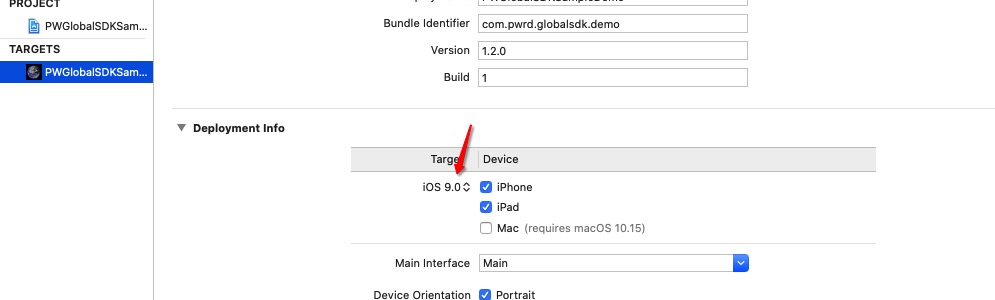 PROJECT
PWGlobalSDKSam...
TARGETS
PWGlobalSDKSam...
Bundle Identifier
com.pwrd.globalsdk.demo
Version
1.2.0
Build
1
Deployment Info
Target
Device
iOS 9.0
iPhone
iPad
Mac (requires macOS 10.15)
Main Interface
Main
Device Orientation
Portrait